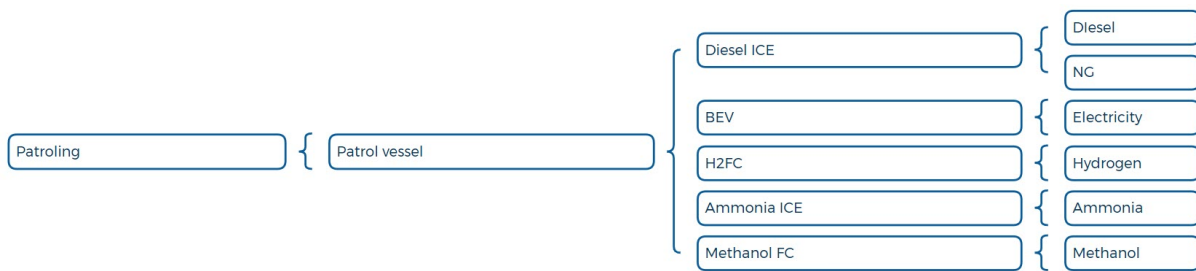 Patroling
Patrol vessel
Diesel ICE
DIesel
NG
BEV
Electricity
H2FC
Hydrogen
Ammonia ICE
Ammonia
Methanol FC
Methanol